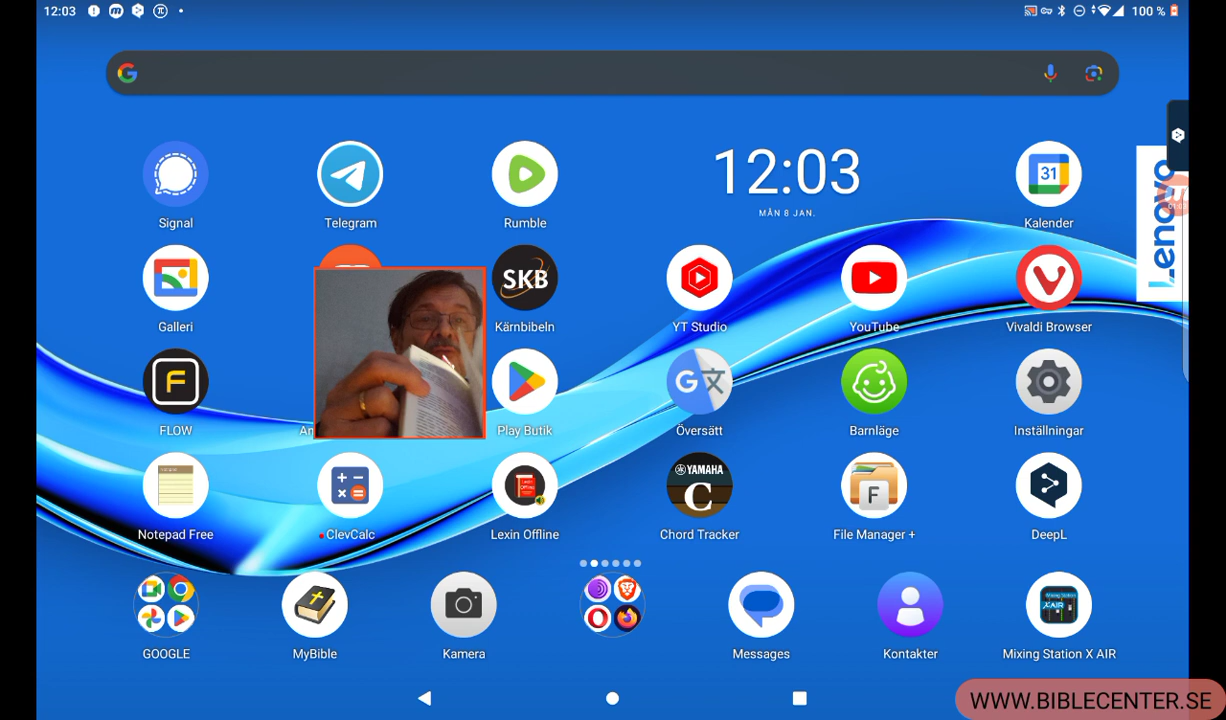 12:03
100 %
12:03
MÅN 8 JAN.
31
Signal
Telegram
Rumble
Kalender
Lenovo
SKB
Galleri
Kärnbibeln
YT Studio
YouTube
Vivaldi Browser
F
G
FLOW
An
Play Butik
Översätt
Barnläge
Inställningar
YAMAHA
C
F
Notepad Free
ClevCalc
Lexin Offline
Chord Tracker
File Manager +
DeepL
GOOGLE
MyBible
Kamera
Messages
Kontakter
Mixing Station X AIR
WWW.BIBLECENTER.SE